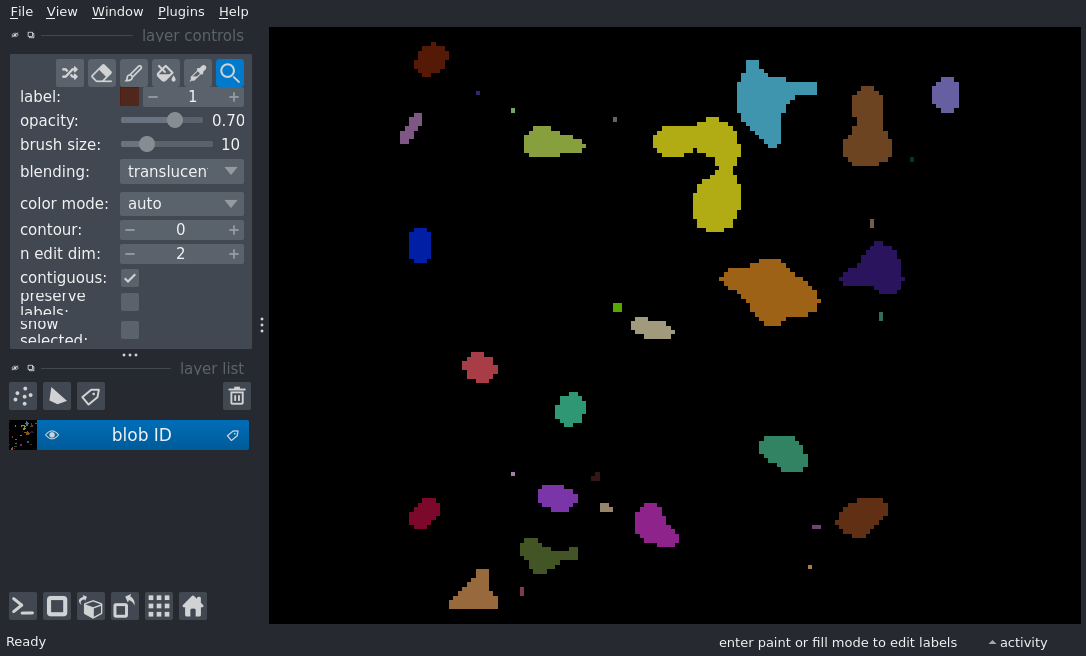 File View Window Plugins Help
layer controls
label: 1
opacity: 0.70
brush size: 10
blending: translucen
color mode: auto
contour: 0
n edit dim: 2
contiguous:
preserve
labels:
show
selected:
layer list
blob ID
Ready enter paint or fill mode to edit labels activity